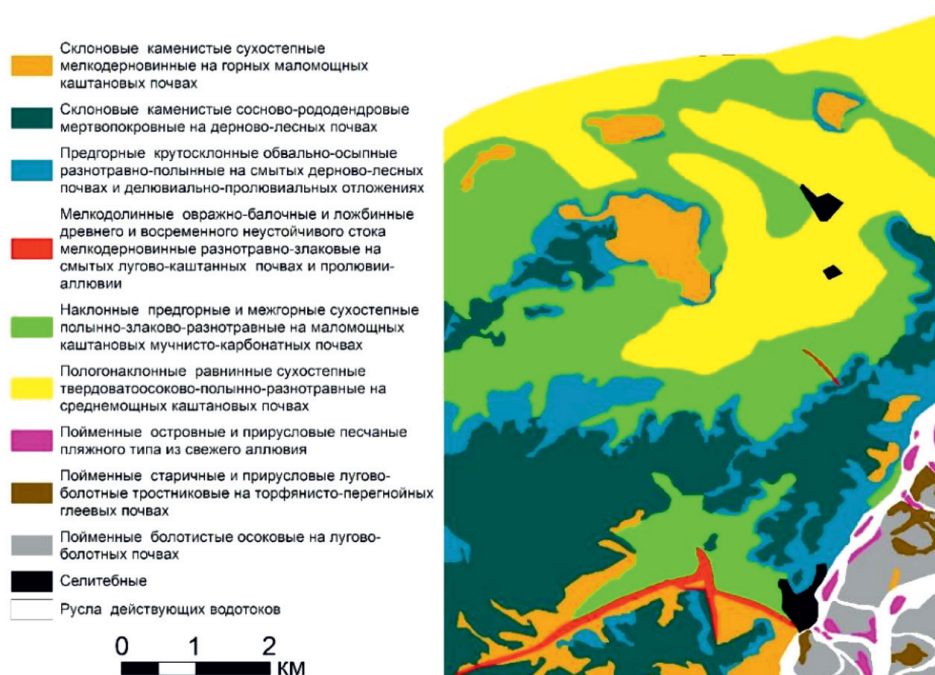 Склоновые каменистые сухостепные
мелкодерновинные на горных маломощных
каштановых почвах
Склоновые каменистые сосново-рододендровые
мертвопокровные на дерново-лесных почвах
Предгорные крутосклонные обвально-осыпные
разнотравно-полынные на смытых дерново-лесных
почвах и делювиально-пролювиальных отложениях
Мелкодолинные овражно-балочные и ложбинные
древнего и восременного неустойчивого стока
мелкодерновинные разнотравно-злаковые на
смытых лугово-каштанных почвах и пролювии-
аллювии
Наклонные предгорные и межгорные сухостепные
полынно-злаково-разнотравные на маломощных
каштановых мучнисто-карбонатных почвах
Пологонаклонные равнинные сухостепные
твердоватоосоково-полынно-разнотравные на
среднемощных каштановых почвах
Пойменные островные и прирусловые песчаные
пляжного типа из свежего аллювия
Пойменные старичные и прирусловые лугово-
болотные тростниковые на торфянисто-перегнойных
глеевых почвах
Пойменные болотистые осоковые на лугово-
болотных почвах
Селитебные
Русла действующих водотоков
0 1 2
км